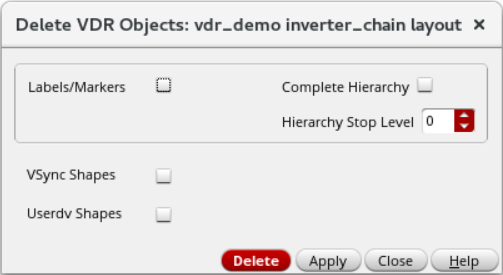 Delete VDR Objects: vdr_demo inverter_chain layout ×
Labels/Markers Complete Hierarchy
Hierarchy Stop Level 0
VSync Shapes
Userdv Shapes
Delete Apply Close Help